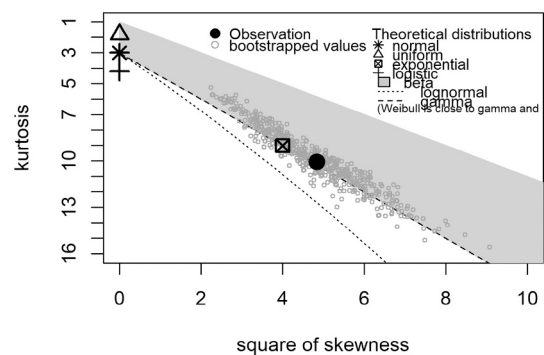 Observation
bootstrapped values
Theoretical distributions
normal
uniform
exponential
logistic
beta
lognormal
gamma
(Weibull is close to gamma and
kurtosis
1
3
5
7
10
13
16
0 2 4 6 8 10
square of skewness